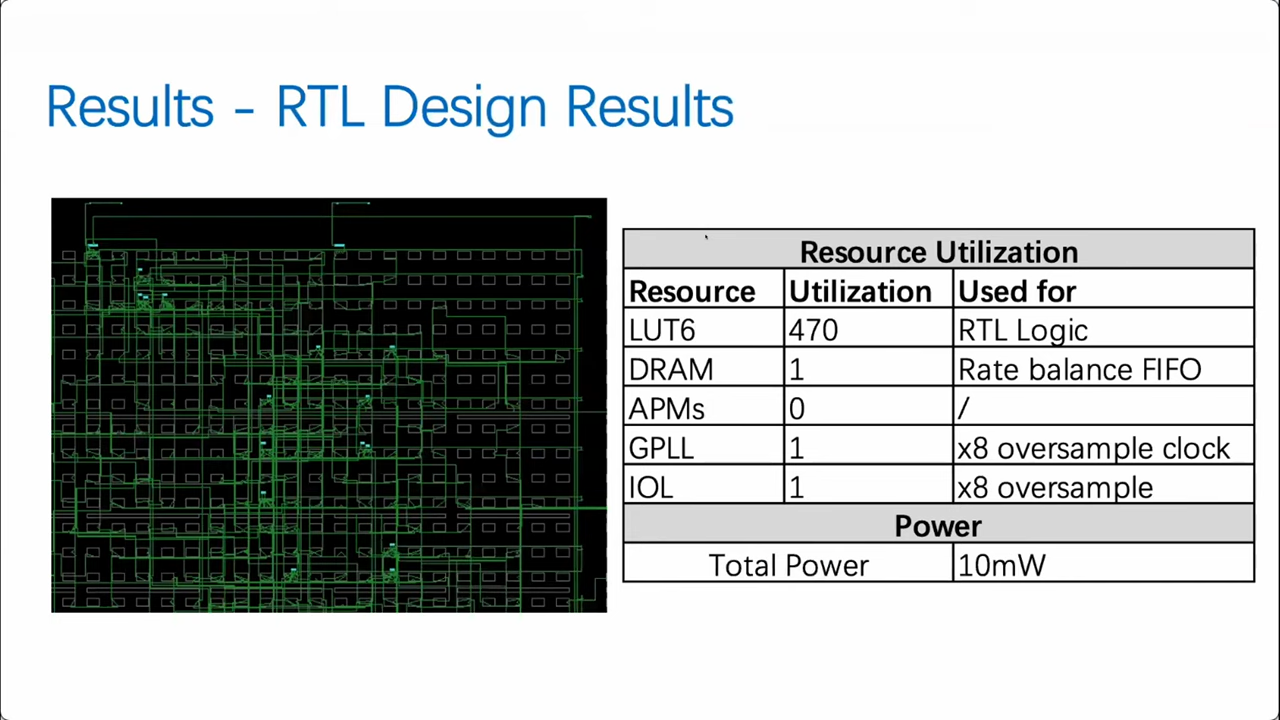 Results - RTL Design Results
Resource Utilization
Resource Utilization Used for
LUT6 470 RTL Logic
DRAM 1 Rate balance FIFO
APMs 0 /
GPLL 1 x8 oversample clock
IOL 1 x8 oversample
Power
Total Power 10mW